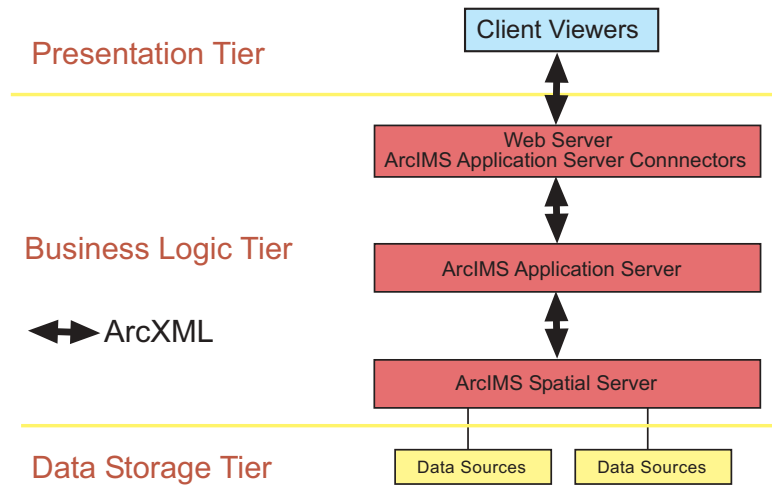 Client Viewers
Presentation Tier
Web Server
ArcIMS Application Server Connnectors
Business Logic Tier
ArcIMS Application Server
ArcXML
ArcIMS Spatial Server
Data Storage Tier
Data Sources
Data Sources